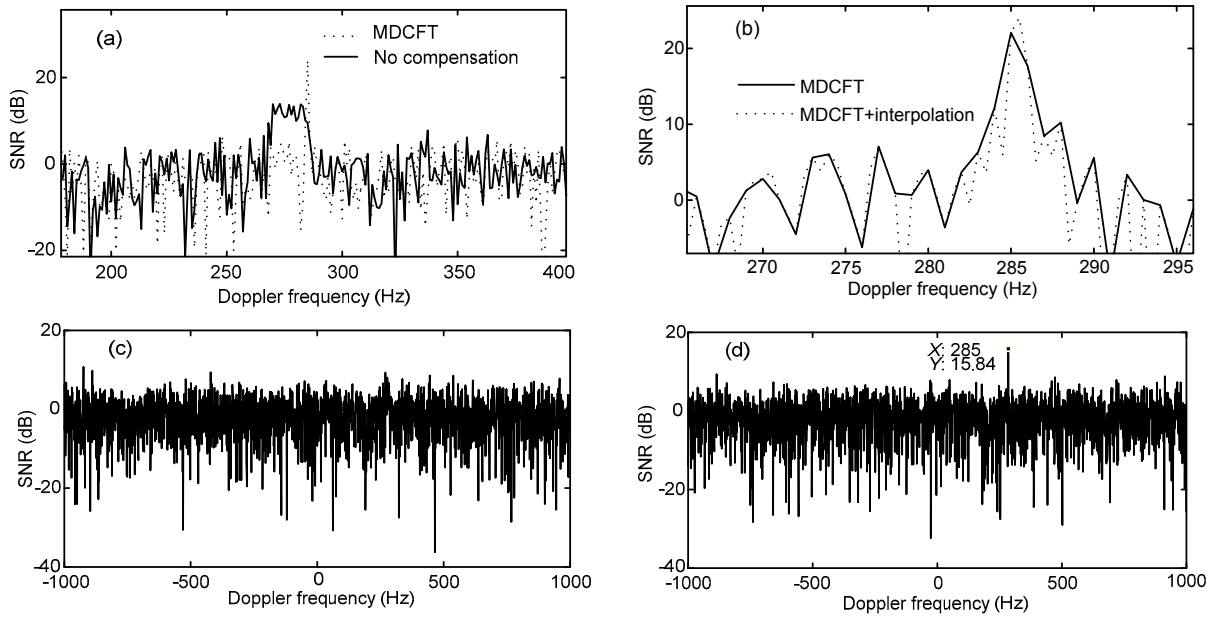 (a)
MDCFT
No compensation
SNR (dB)
20
0
-20
200
250
300
350
400
Doppler frequency (Hz)
(b)
MDCFT
MDCFT+interpolation
SNR (dB)
20
10
0
270
275
280
285
290
295
Doppler frequency (Hz)
(c)
SNR (dB)
20
0
-20
-40
-1000
-500
0
500
1000
Doppler frequency (Hz)
(d)
X: 285
Y: 15.84
SNR (dB)
20
0
-20
-40
-1000
-500
0
500
1000
Doppler frequency (Hz)